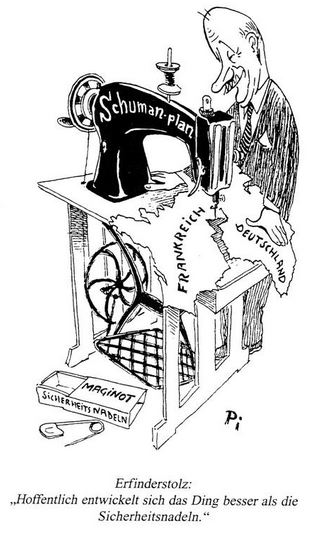 Schuman-plan
FRANKREICH
DEUTSCHLAND
MAGINOT
SICHERHEITSNADELN
Pi
Erfinderstolz:
„Hoffentlich entwickelt sich das Ding besser als die
Sicherheitsnadeln.“